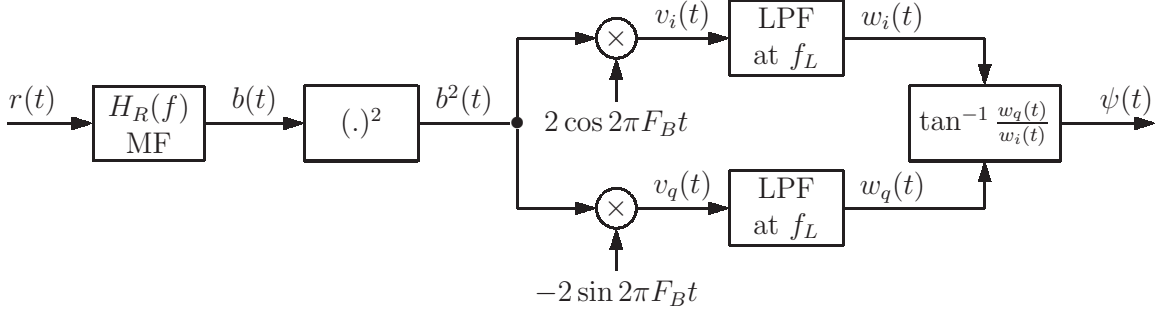 r(t)
H_R(f)
MF
b(t)
(.)²
b²(t)
×
v_i(t)
LPF
at f_L
w_i(t)
2 cos 2πF_B t
tan⁻¹ w_q(t)/w_i(t)
ψ(t)
×
v_q(t)
LPF
at f_L
w_q(t)
−2 sin 2πF_B t